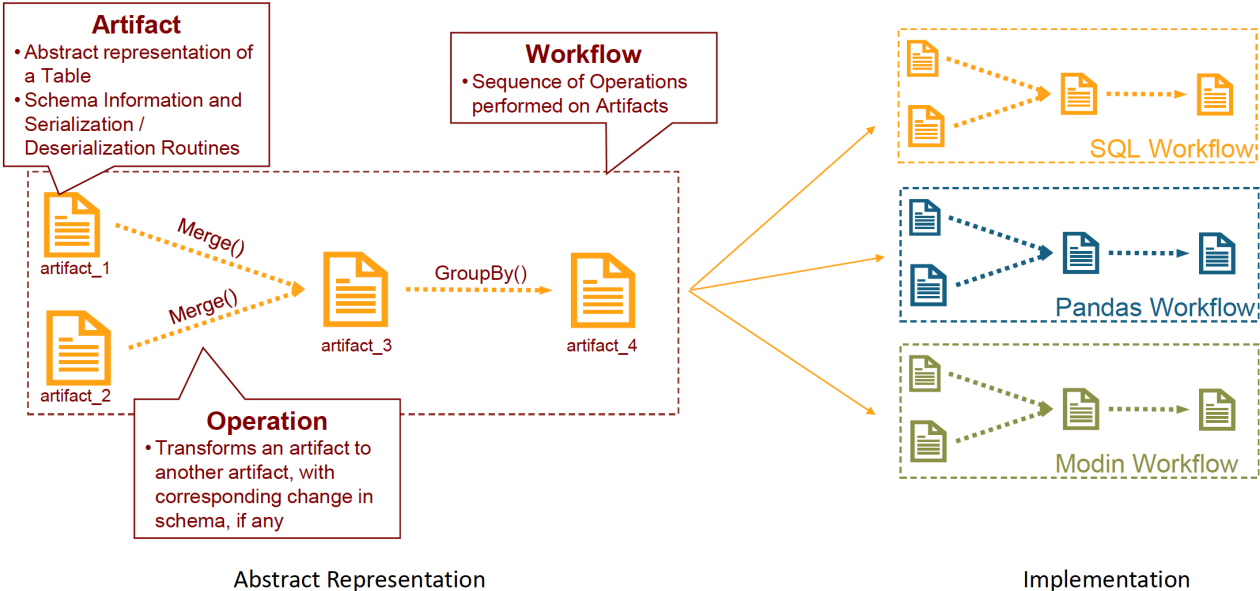 Artifact
• Abstract representation of
a Table
• Schema Information and
Serialization /
Deserialization Routines
Workflow
• Sequence of Operations
performed on Artifacts
artifact_1
Merge()
artifact_2
Merge()
artifact_3
GroupBy()
artifact_4
Operation
• Transforms an artifact to
another artifact, with
corresponding change in
schema, if any
Abstract Representation
SQL Workflow
Pandas Workflow
Modin Workflow
Implementation